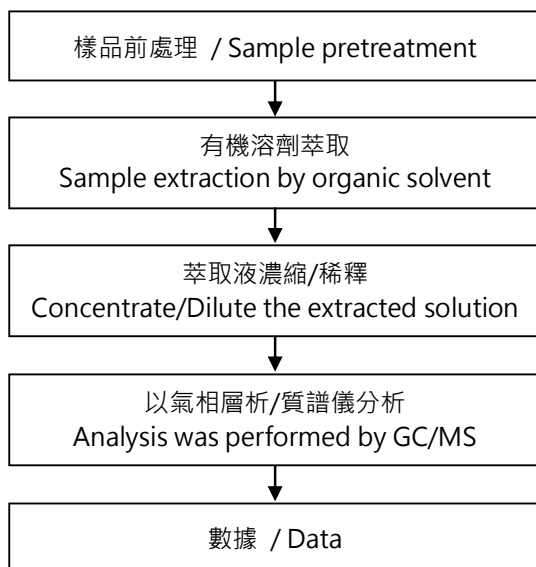 樣品前處理 / Sample pretreatment
有機溶劑萃取
Sample extraction by organic solvent
萃取液濃縮/稀釋
Concentrate/Dilute the extracted solution
以氣相層析/質譜儀分析
Analysis was performed by GC/MS
數據 / Data